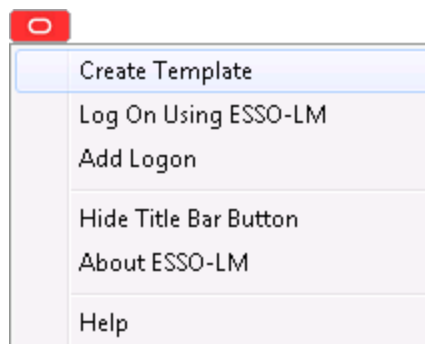 Create Template
Log On Using ESSO-LM
Add Logon
Hide Title Bar Button
About ESSO-LM
Help